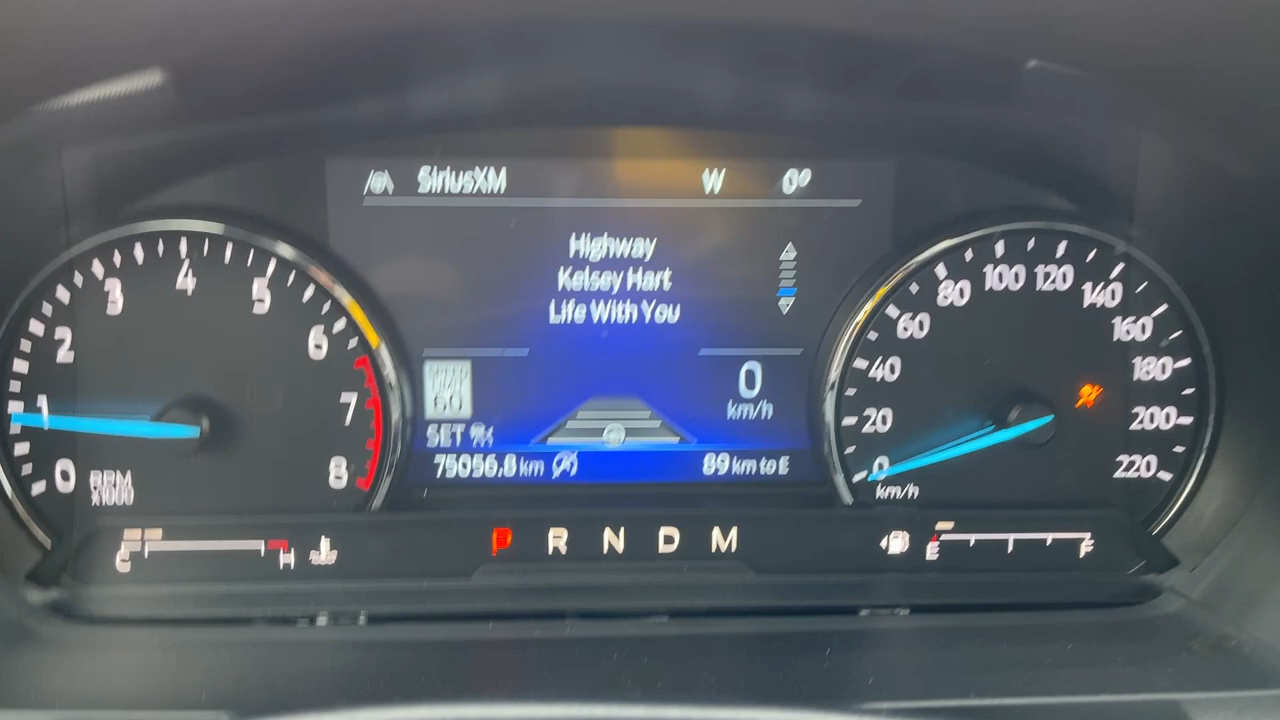 SiriusXM W 0°
Highway
Kelsey Hart
Life With You
0
km/h
60
SET
75056.8 km 89 km to E
0 1 2 3 4 5 6 7 8
RPM
X1000
0 20 40 60 80 100 120 140 160 180 200 220
km/h
C H
P R N D M
E F